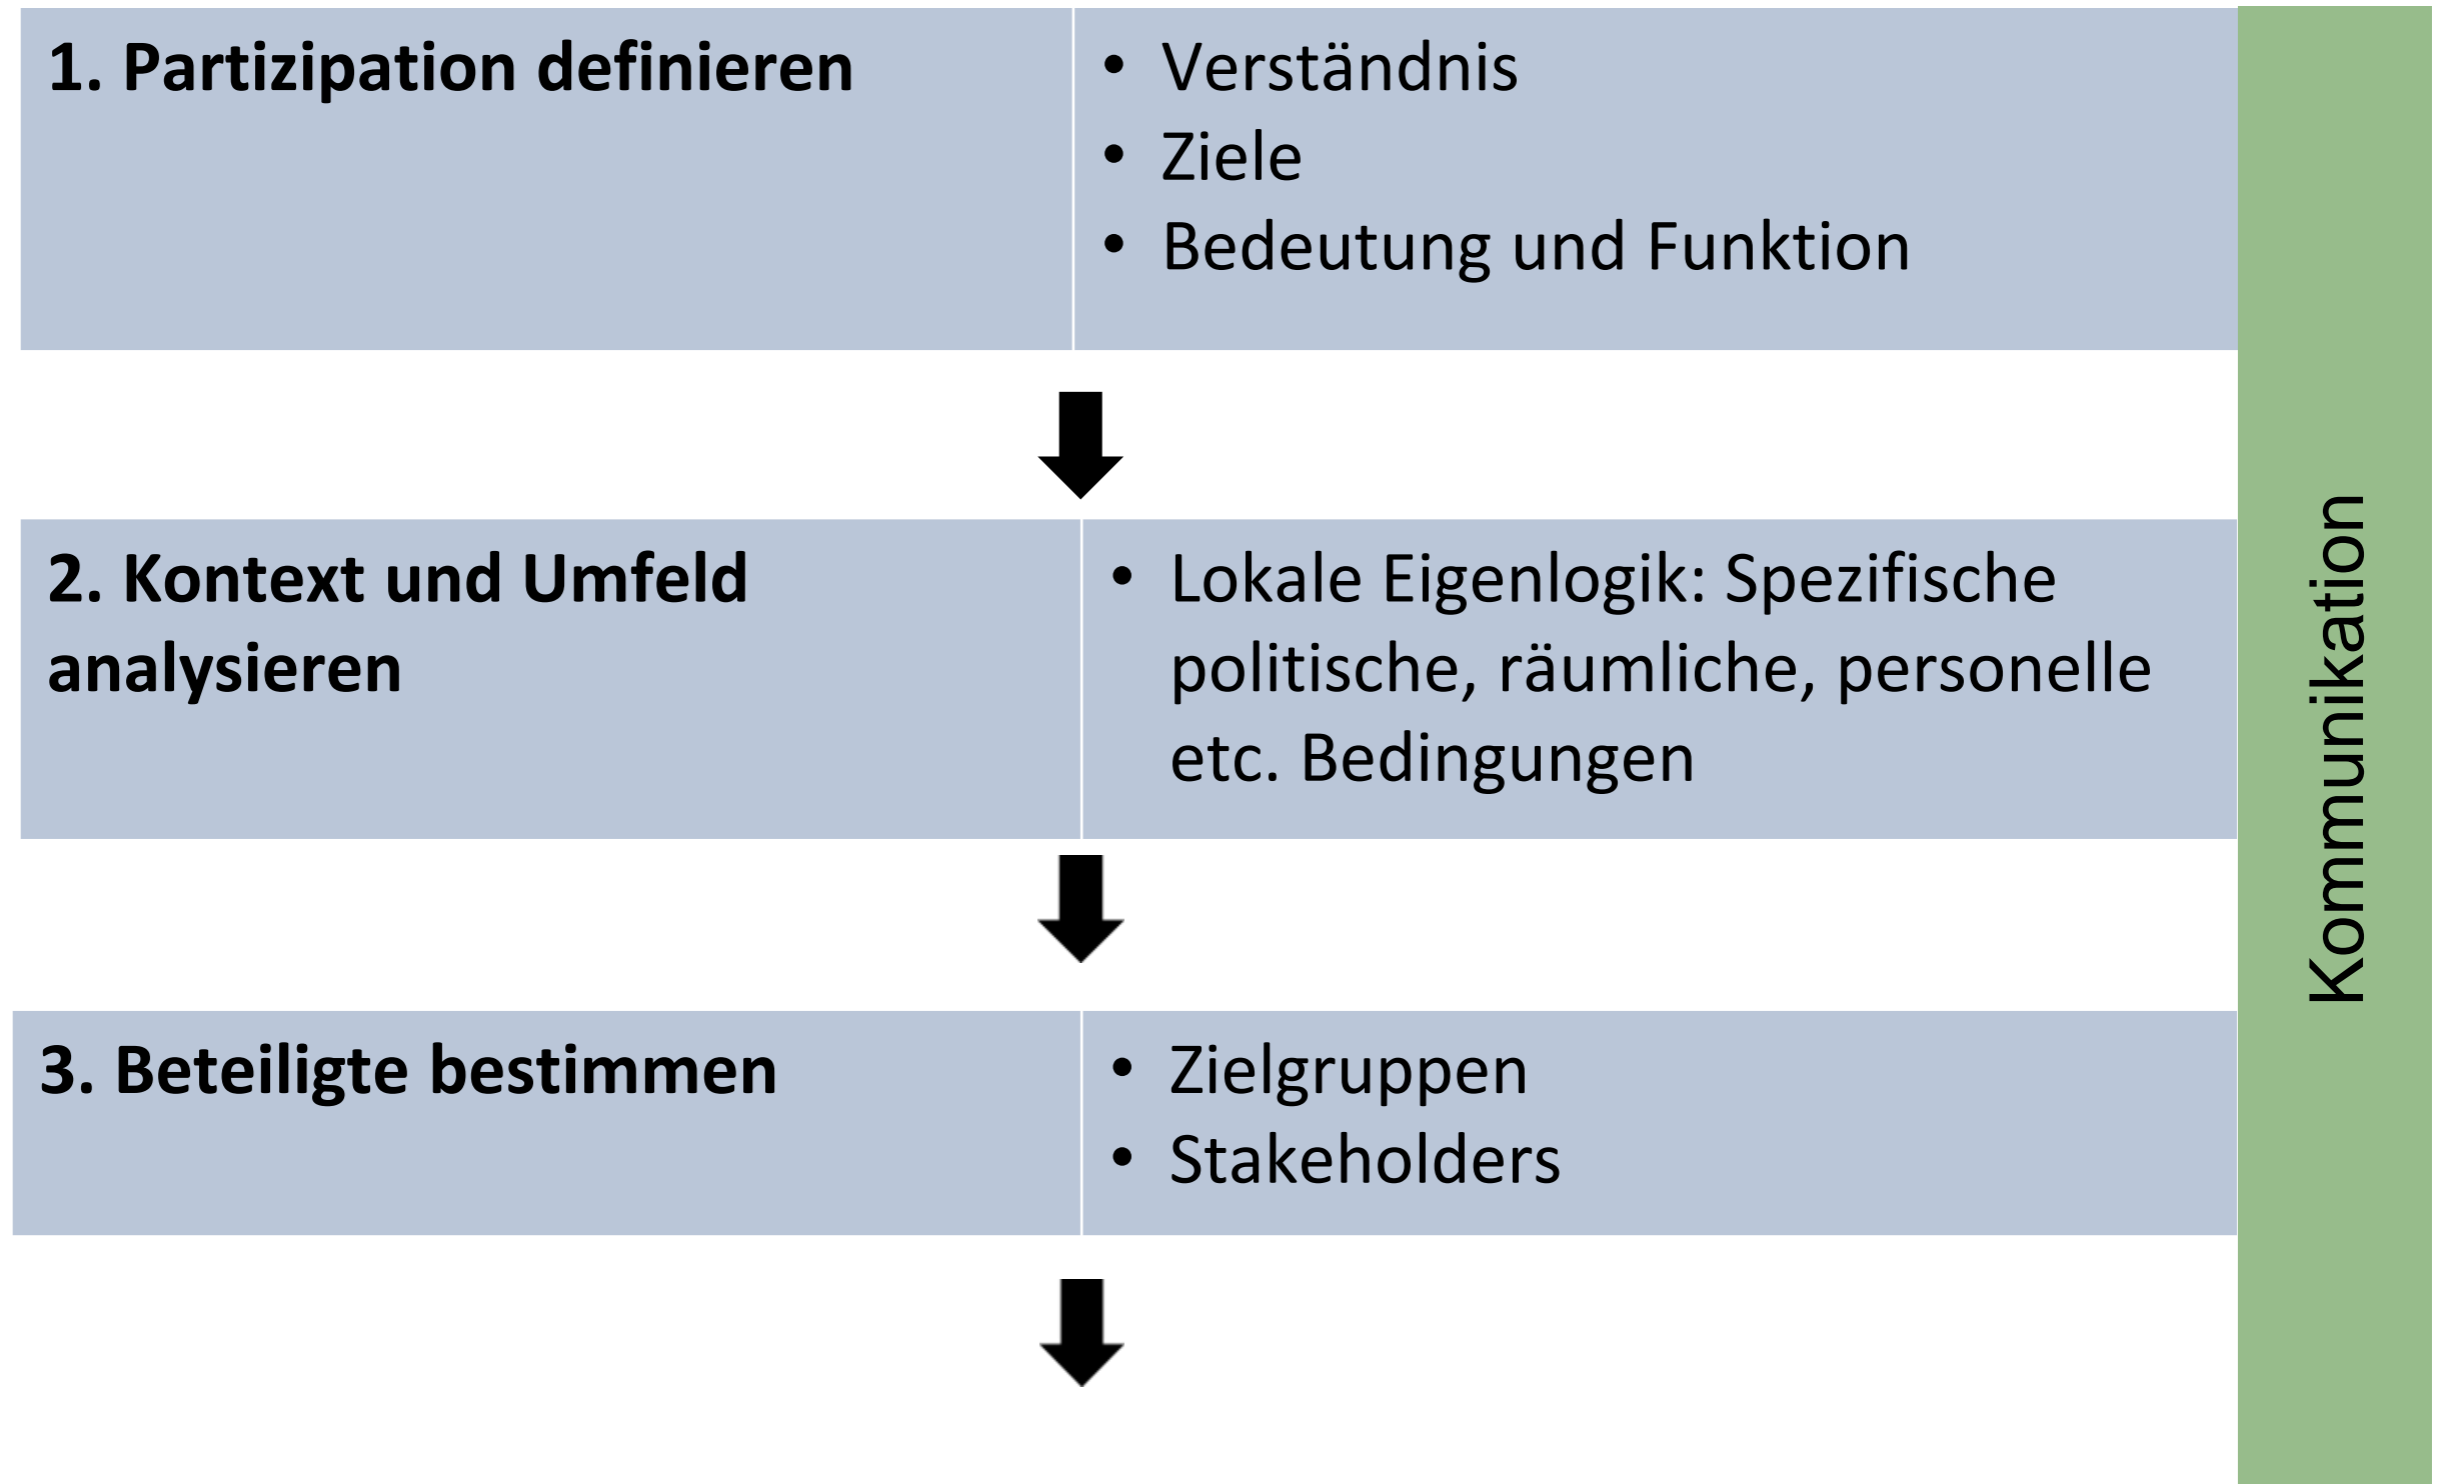 1. Partizipation definieren
• Verständnis
• Ziele
• Bedeutung und Funktion
2. Kontext und Umfeld
analysieren
• Lokale Eigenlogik: Spezifische
politische, räumliche, personelle
etc. Bedingungen
3. Beteiligte bestimmen
• Zielgruppen
• Stakeholders
Kommunikation